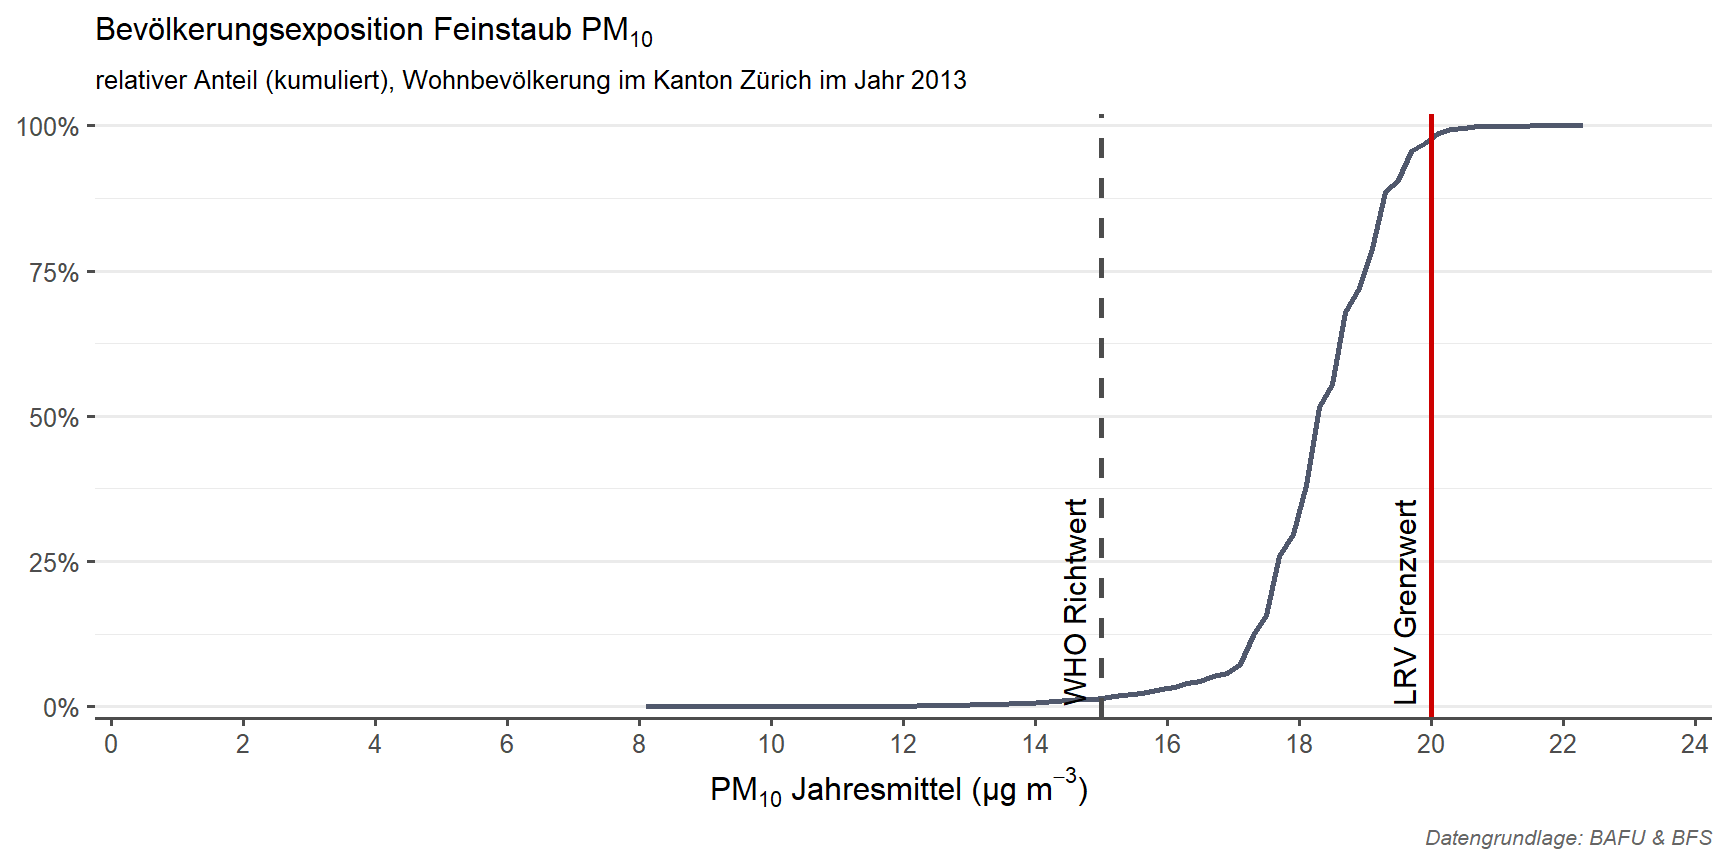 Bevölkerungsexposition Feinstaub PM₁₀
relativer Anteil (kumuliert), Wohnbevölkerung im Kanton Zürich im Jahr 2013
100%
75%
50%
25%
0%
WHO Richtwert
LRV Grenzwert
0 2 4 6 8 10 12 14 16 18 20 22 24
PM₁₀ Jahresmittel (µg m⁻³)
Datengrundlage: BAFU & BFS